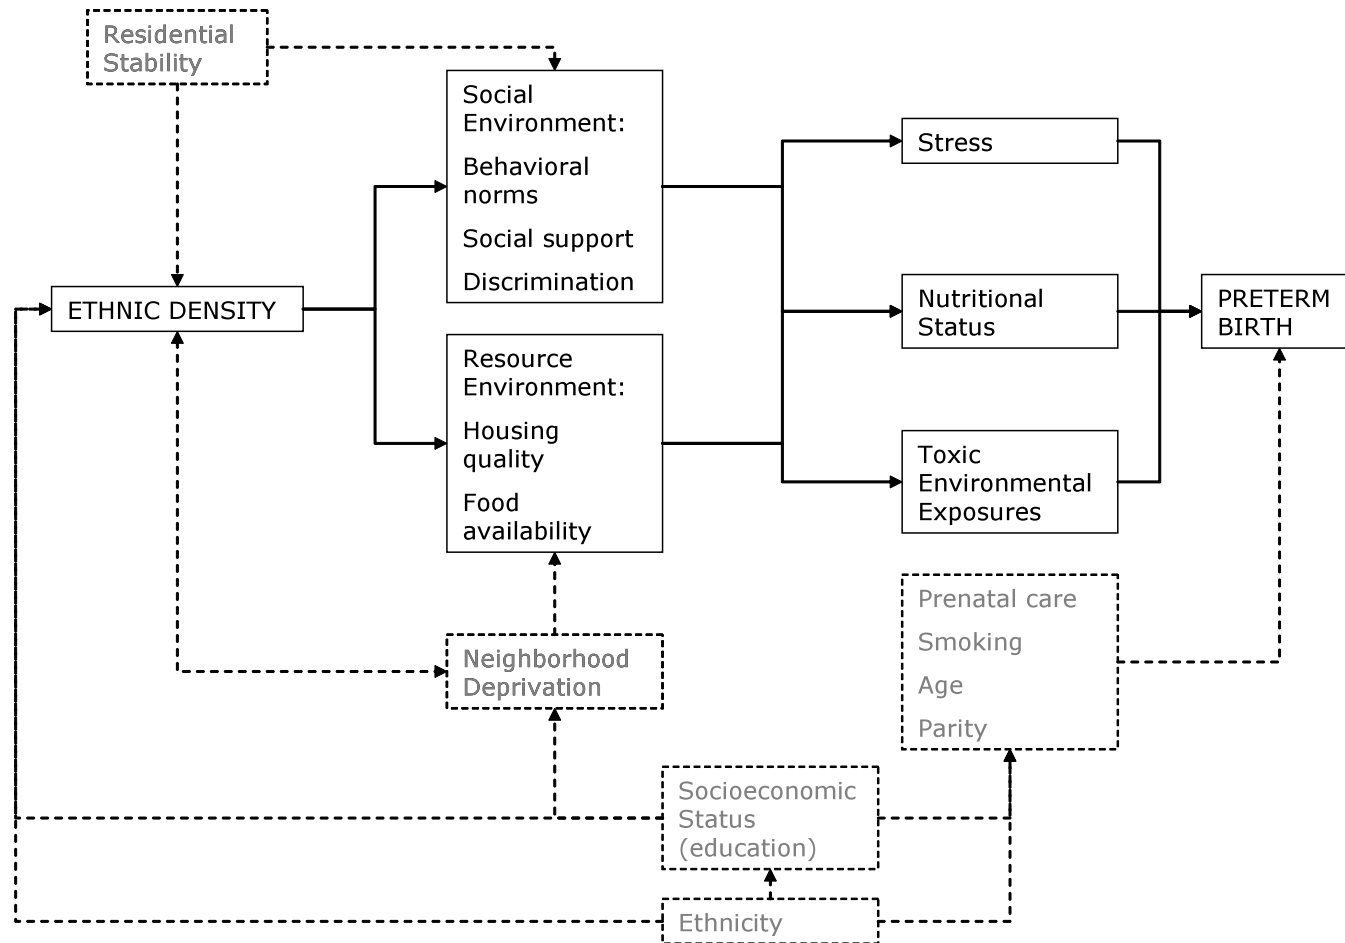 Residential
Stability
Social
Environment:
Behavioral
norms
Social support
Discrimination
Stress
ETHNIC DENSITY
Nutritional
Status
PRETERM
BIRTH
Resource
Environment:
Housing
quality
Food
availability
Toxic
Environmental
Exposures
Neighborhood
Deprivation
Prenatal care
Smoking
Age
Parity
Socioeconomic
Status
(education)
Ethnicity